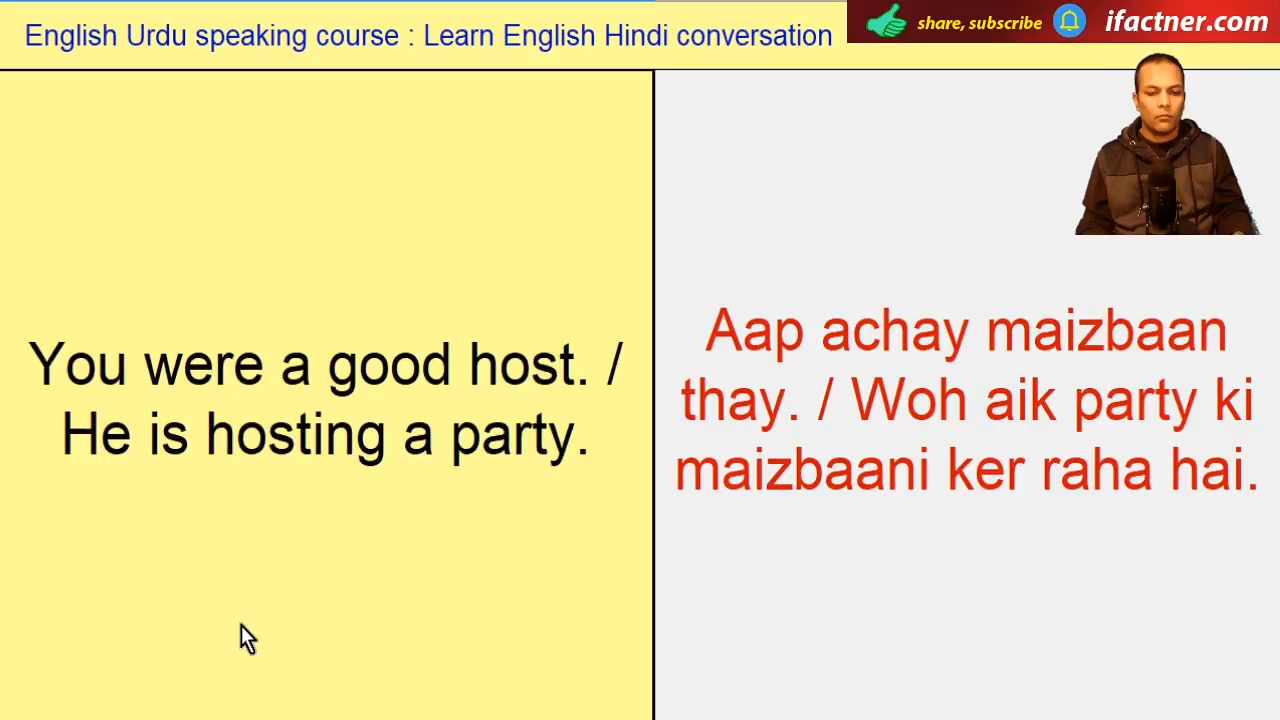 English Urdu speaking course : Learn English Hindi conversation
share, subscribe
ifactner.com
You were a good host. /
He is hosting a party.
Aap achay maizbaan
thay. / Woh aik party ki
maizbaani ker raha hai.